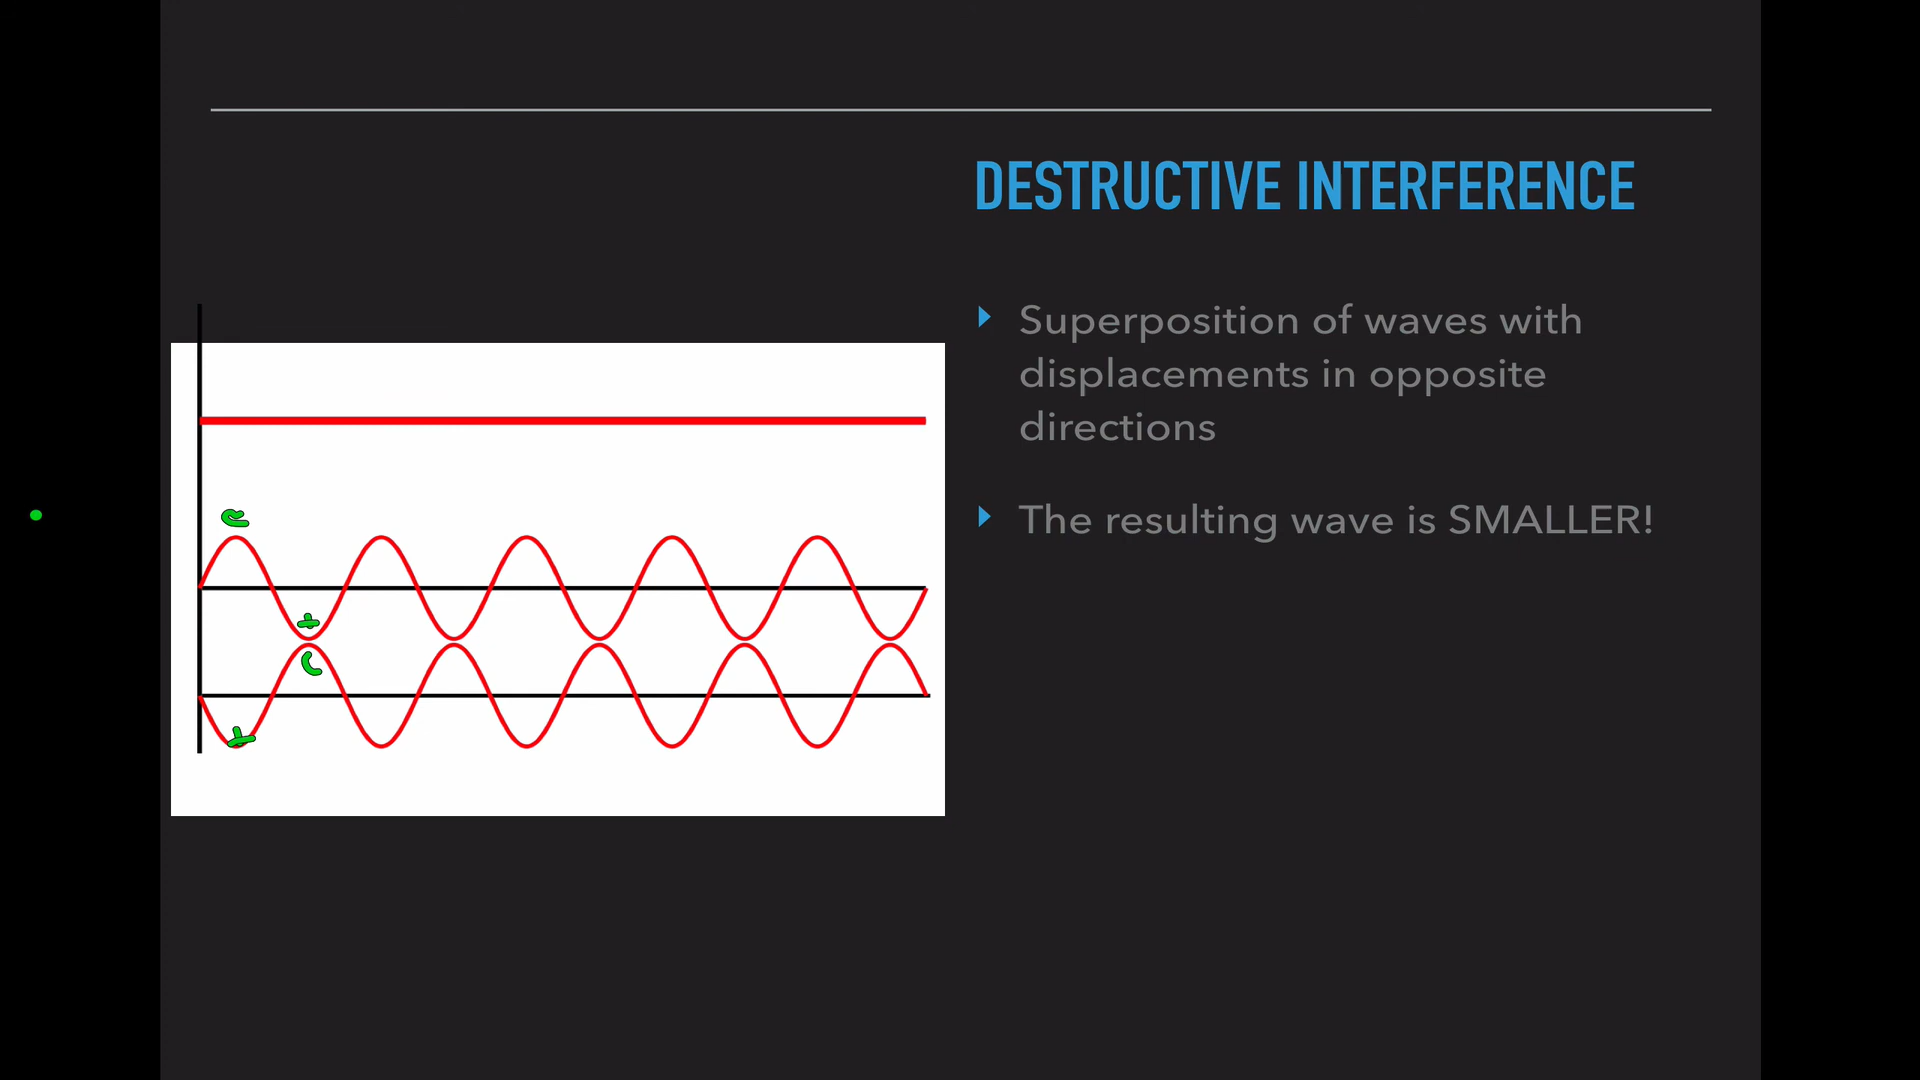 DESTRUCTIVE INTERFERENCE
Superposition of waves with
displacements in opposite
directions
The resulting wave is SMALLER!
c
t
c
t